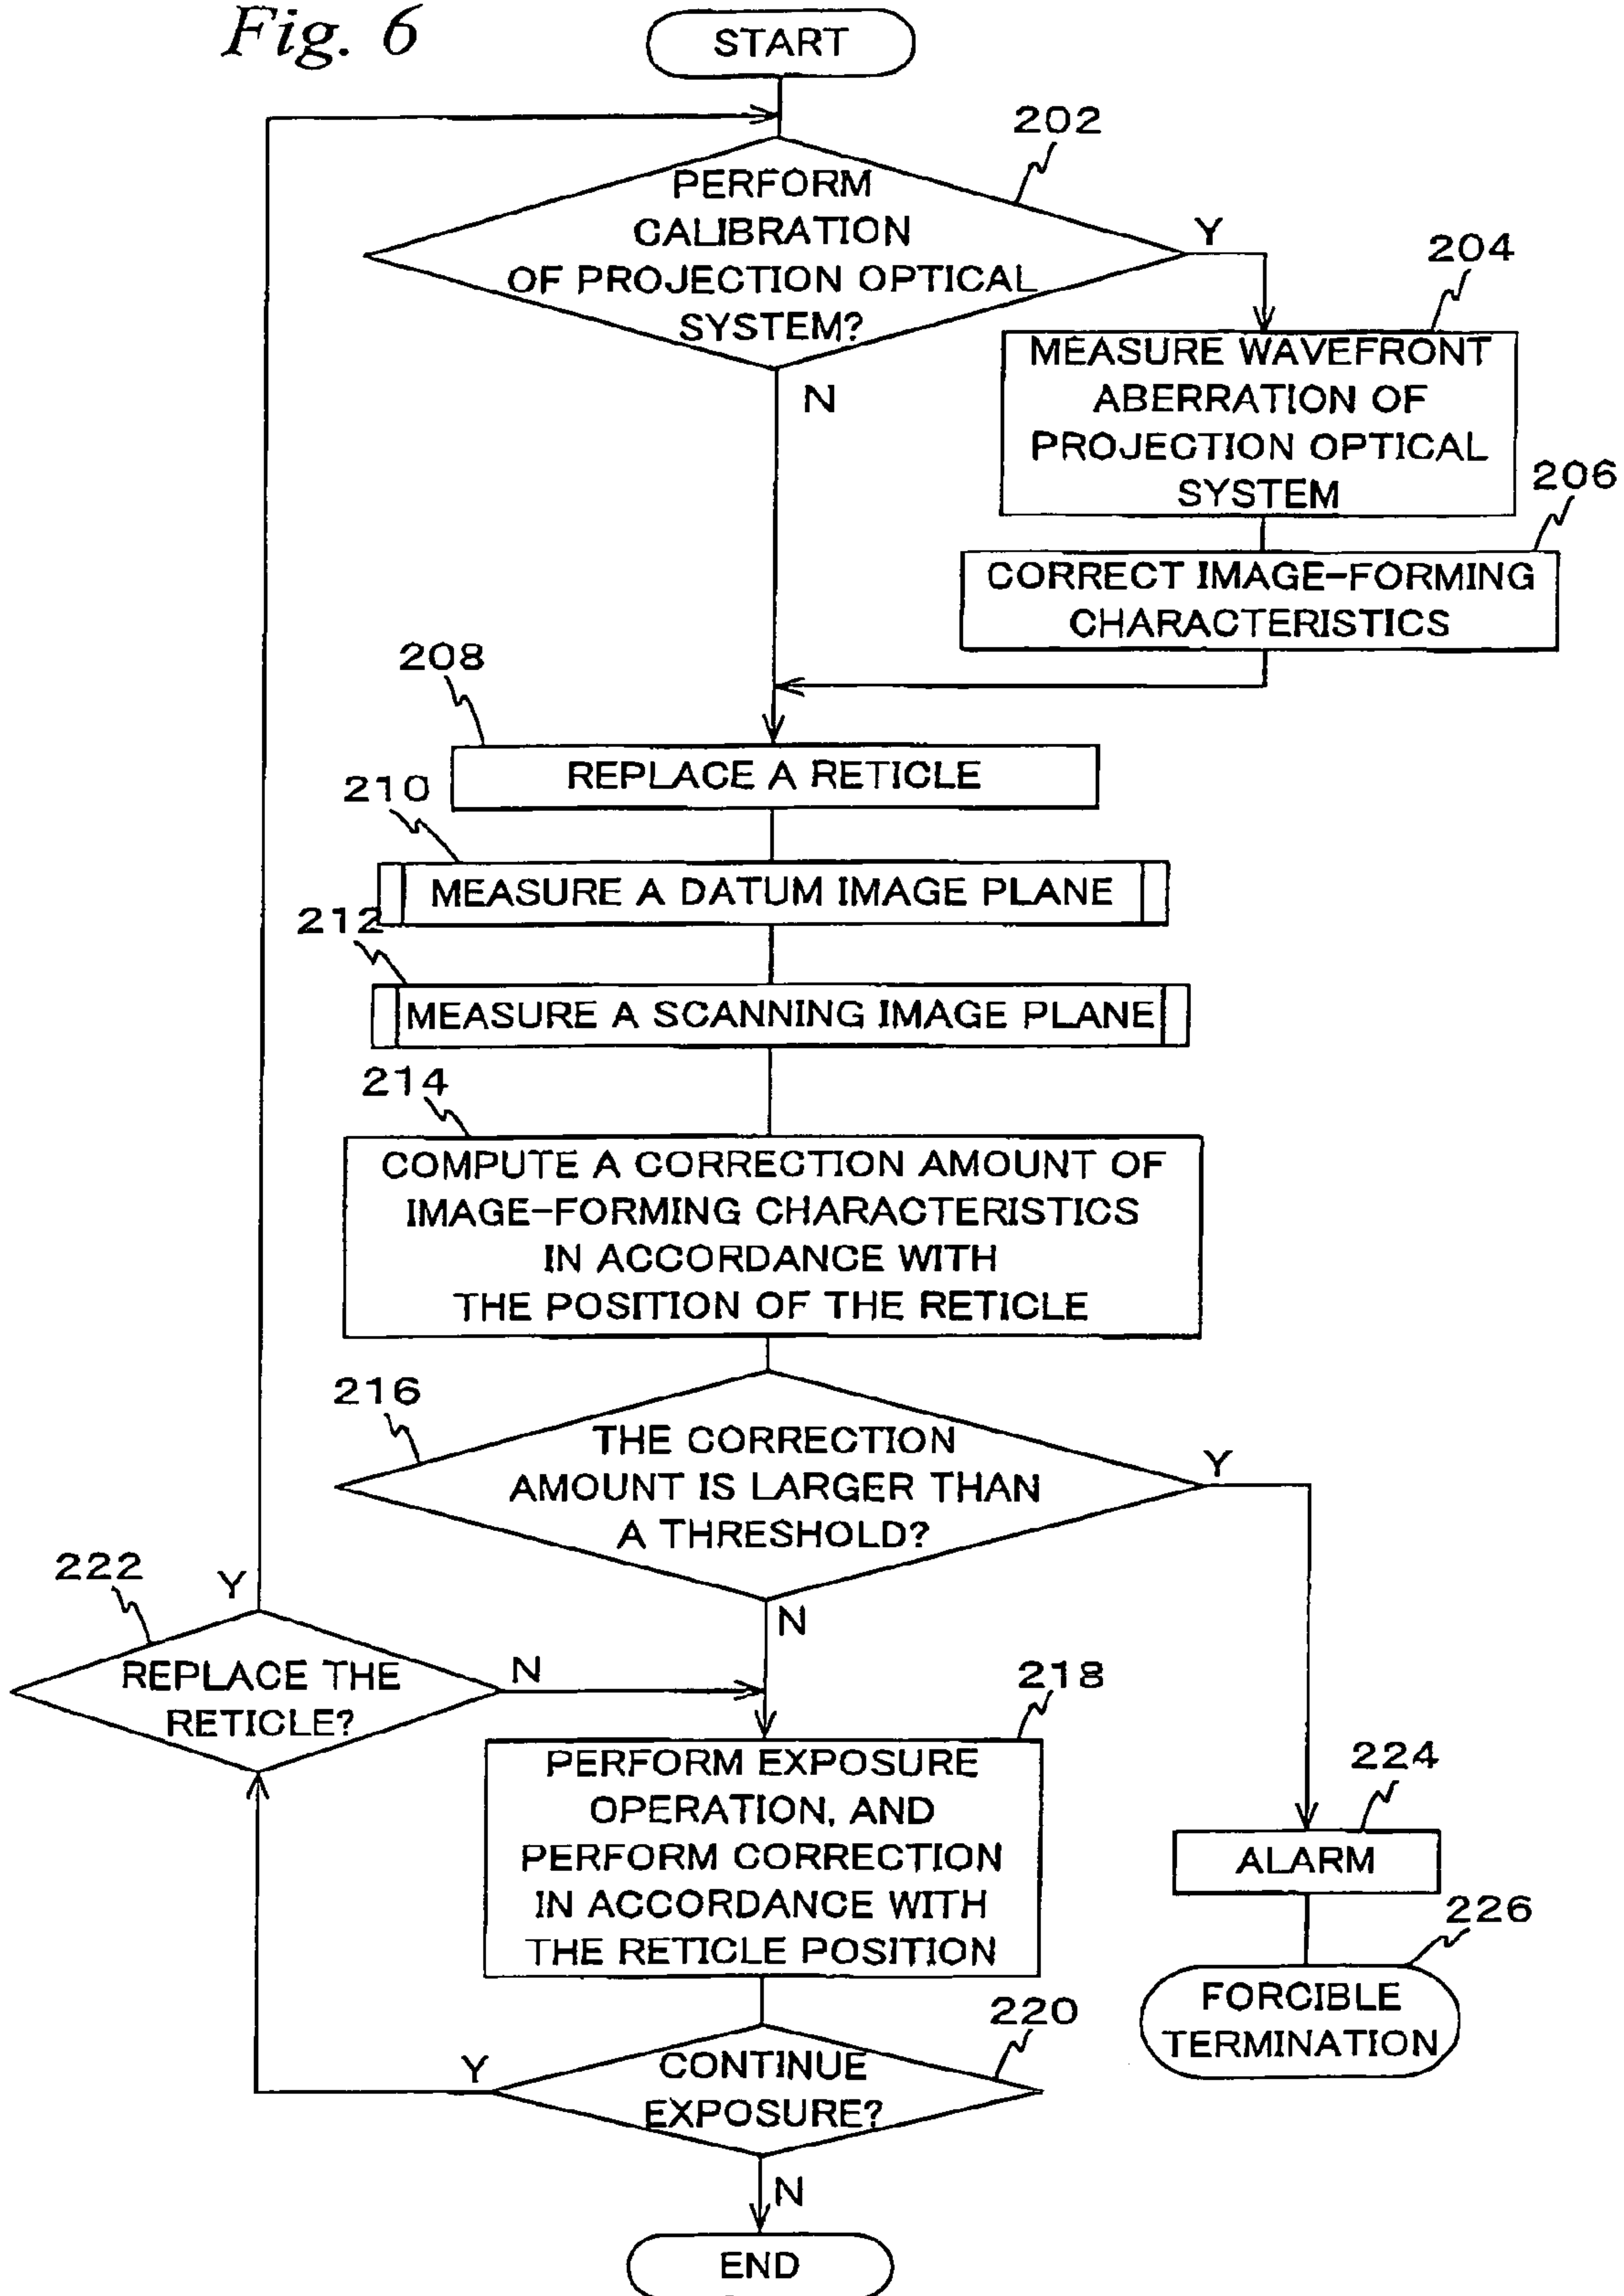 Fig. 6
START
202
PERFORM
CALIBRATION
OF PROJECTION OPTICAL
SYSTEM?
Y
N
204
MEASURE WAVEFRONT
ABERRATION OF
PROJECTION OPTICAL
SYSTEM
206
CORRECT IMAGE-FORMING
CHARACTERISTICS
208
REPLACE A RETICLE
210
MEASURE A DATUM IMAGE PLANE
212
MEASURE A SCANNING IMAGE PLANE
214
COMPUTE A CORRECTION AMOUNT OF
IMAGE-FORMING CHARACTERISTICS
IN ACCORDANCE WITH
THE POSITION OF THE RETICLE
216
THE CORRECTION
AMOUNT IS LARGER THAN
A THRESHOLD?
Y
N
222
Y
REPLACE THE
RETICLE?
N
218
PERFORM EXPOSURE
OPERATION, AND
PERFORM CORRECTION
IN ACCORDANCE WITH
THE RETICLE POSITION
224
ALARM
226
FORCIBLE
TERMINATION
220
Y
CONTINUE
EXPOSURE?
N
END